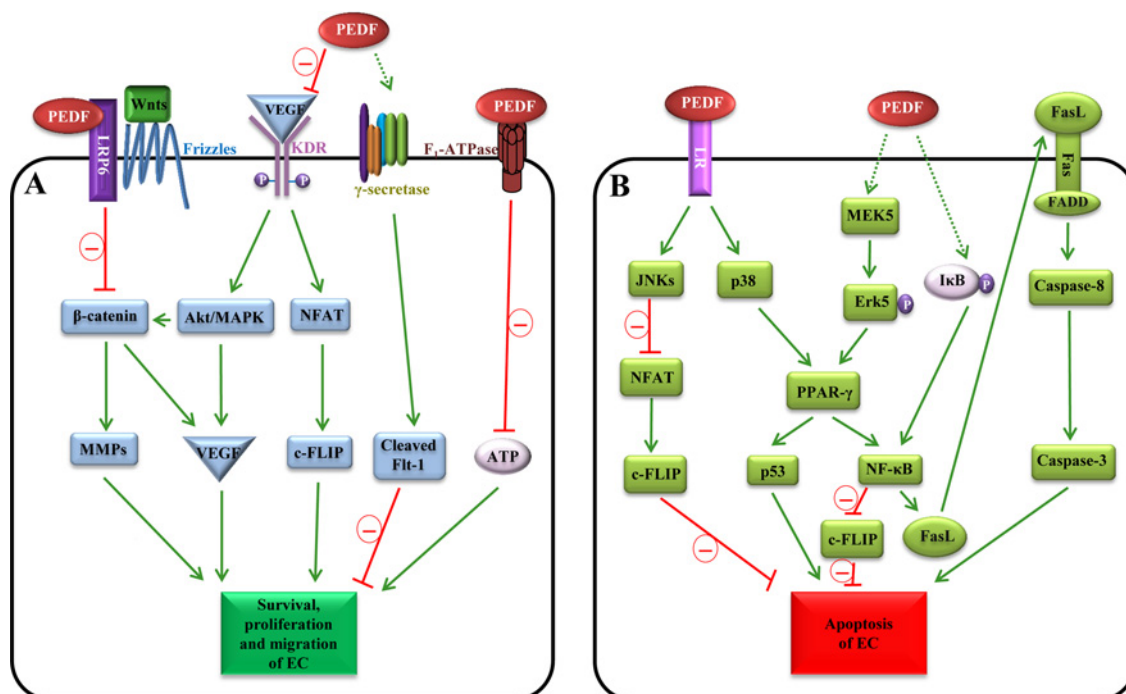 PEDF
PEDF
Wnts
VEGF
PEDF
LRP6
Frizzles
KDR
P
P
γ-secretase
F₁-ATPase
A
β-catenin
Akt/MAPK
NFAT
MMPs
VEGF
c-FLIP
Cleaved
Flt-1
ATP
Survival,
proliferation
and migration
of EC
PEDF
PEDF
FasL
LR
Fas
FADD
B
MEK5
JNKs
p38
IκB
P
Caspase-8
Erk5
P
NFAT
PPAR-γ
c-FLIP
p53
NF-κB
Caspase-3
c-FLIP
FasL
Apoptosis
of EC